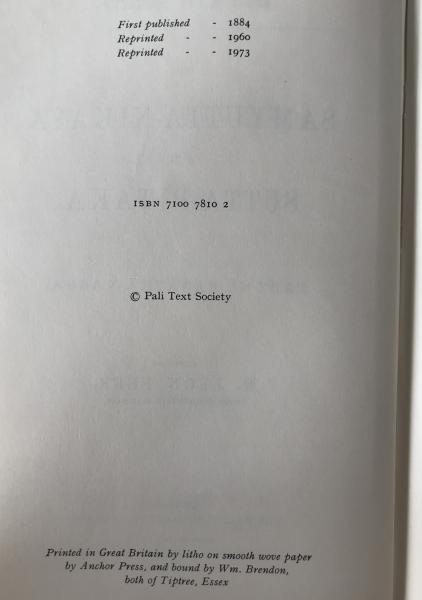 First published - 1884
Reprinted - - 1960
Reprinted - - 1973
ISBN 7100 7810 2
© Pali Text Society
Printed in Great Britain by litho on smooth wove paper
by Anchor Press, and bound by Wm. Brendon,
both of Tiptree, Essex